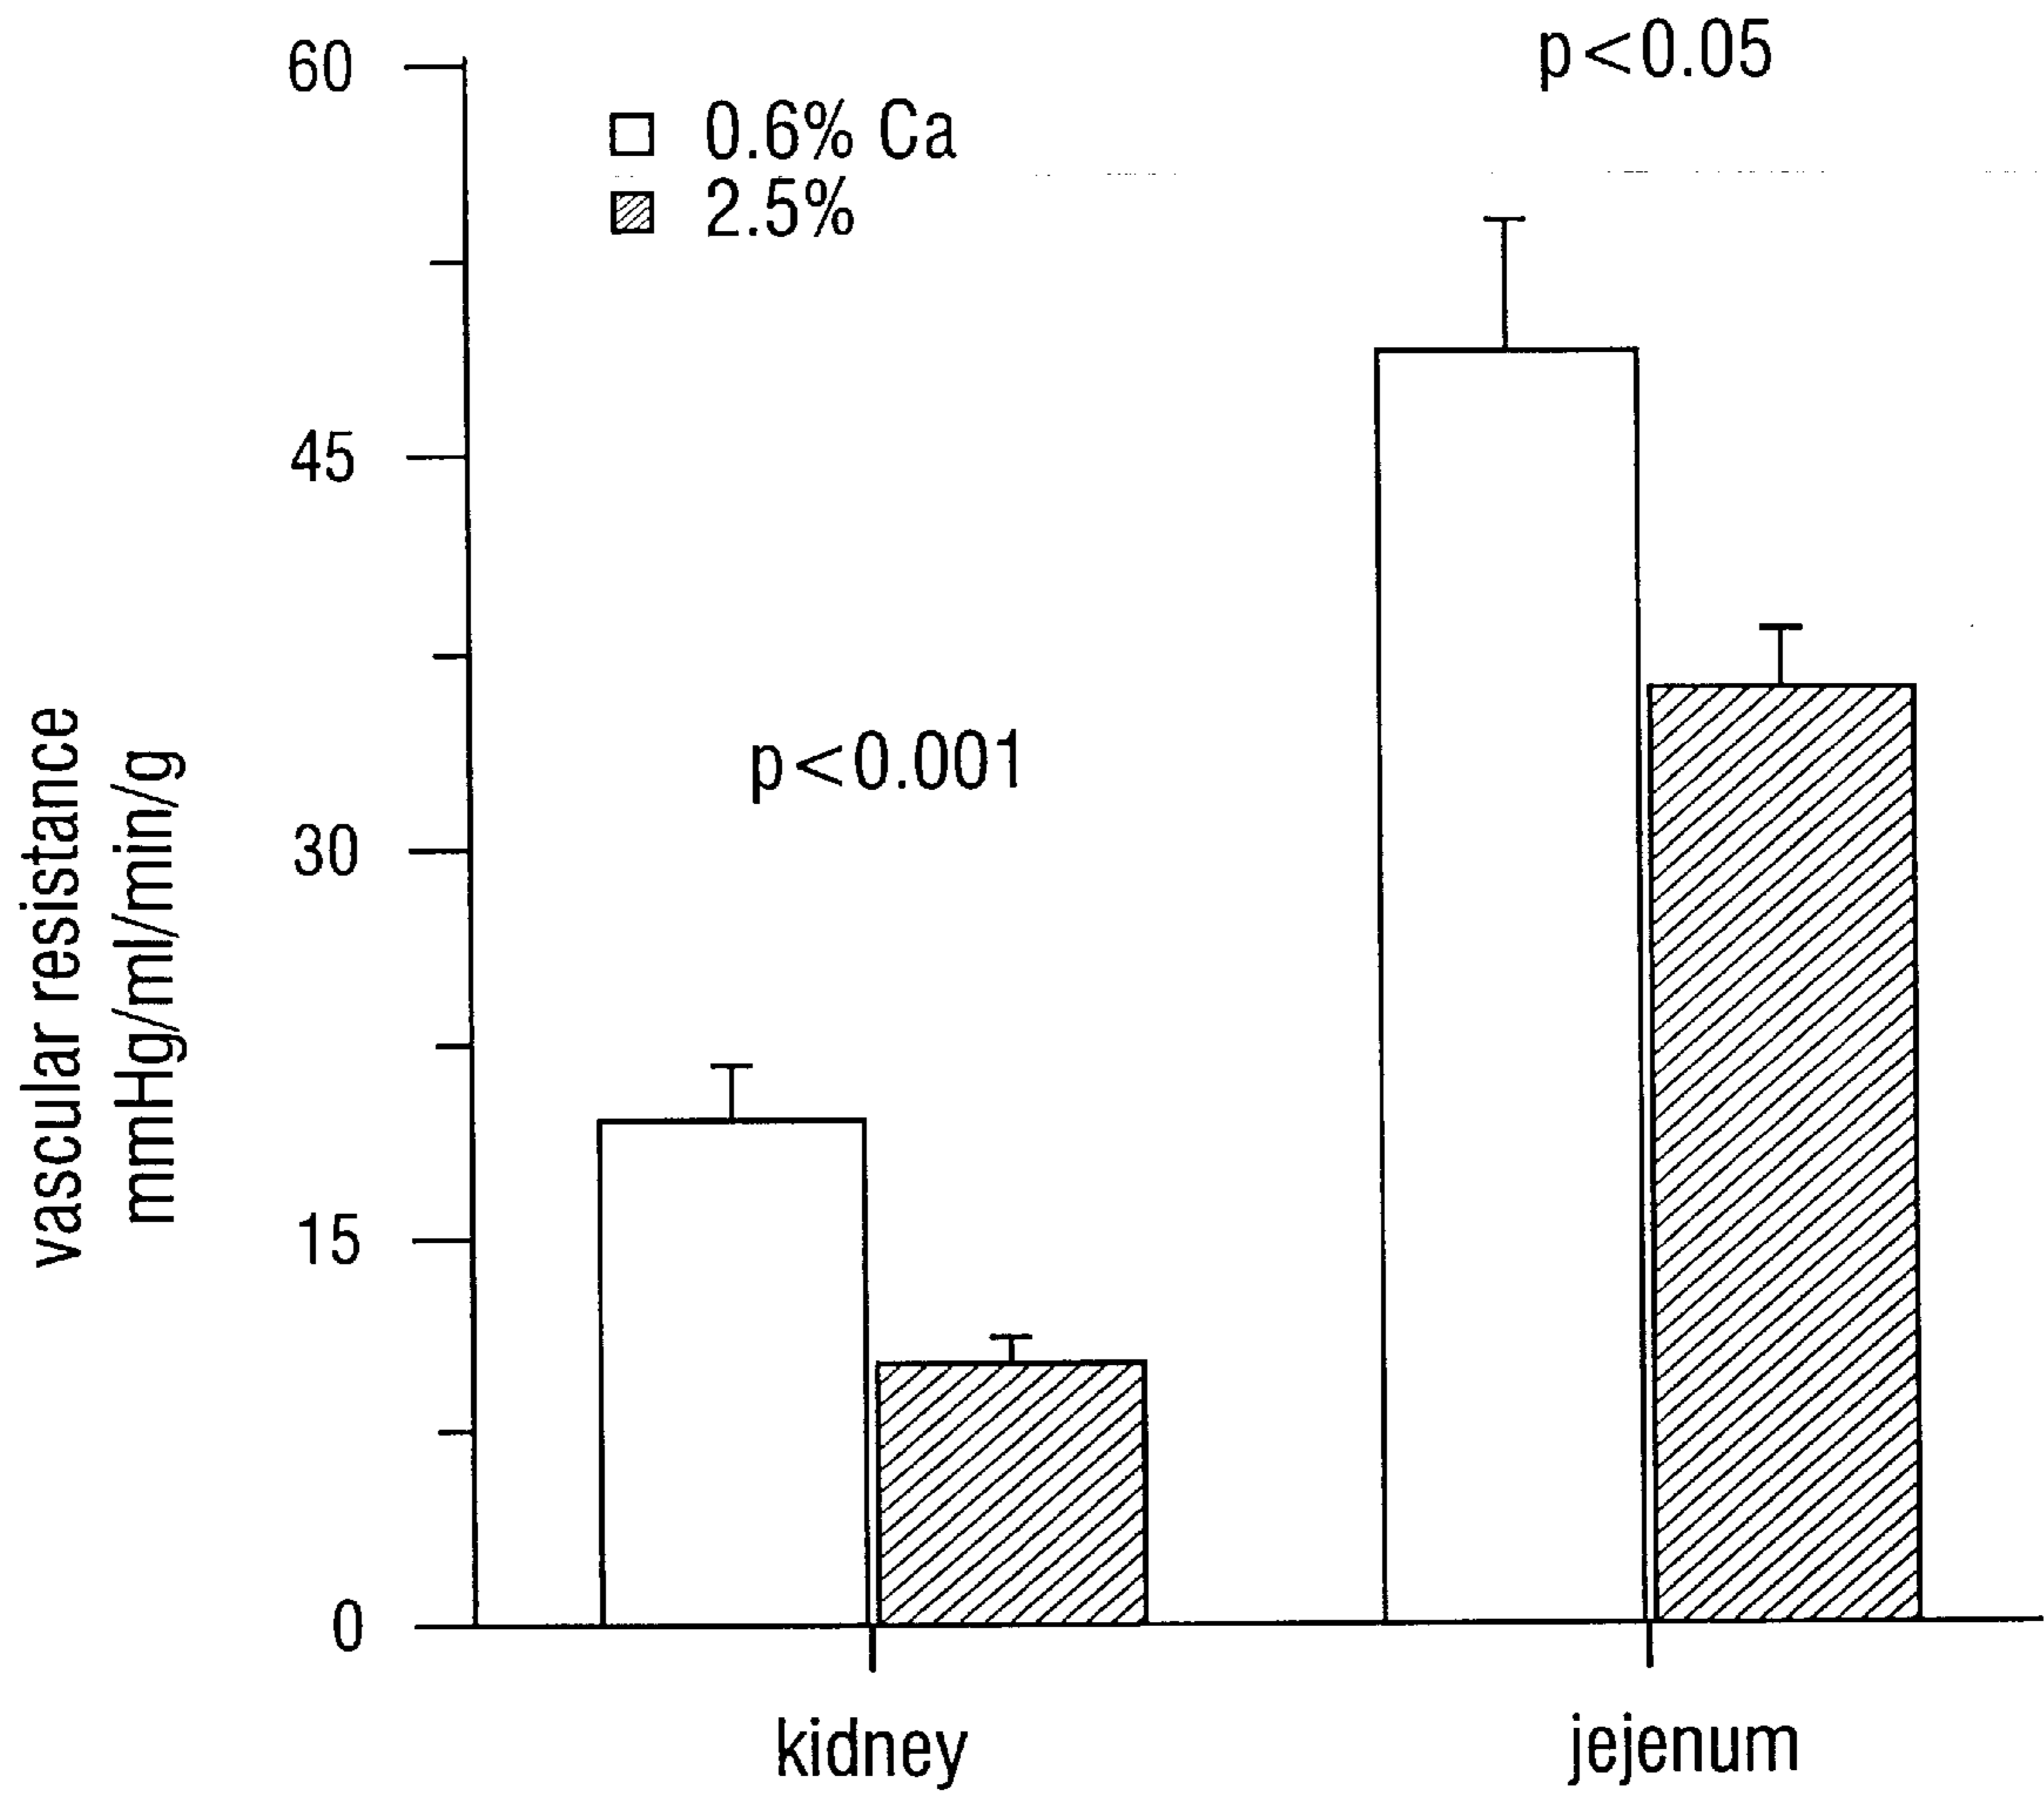 60
p<0.05
0.6% Ca
2.5%
45
p<0.001
30
vascular resistance
mmHg/ml/min/g
15
0
kidney
jejenum